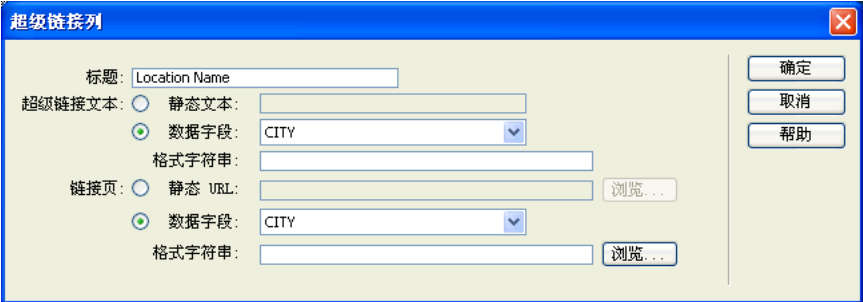 超级链接列
标题: Location Name
确定
超级链接文本: 静态文本:
取消
数据字段: CITY
帮助
格式字符串:
链接页: 静态 URL: 浏览...
数据字段: CITY
格式字符串: 浏览...